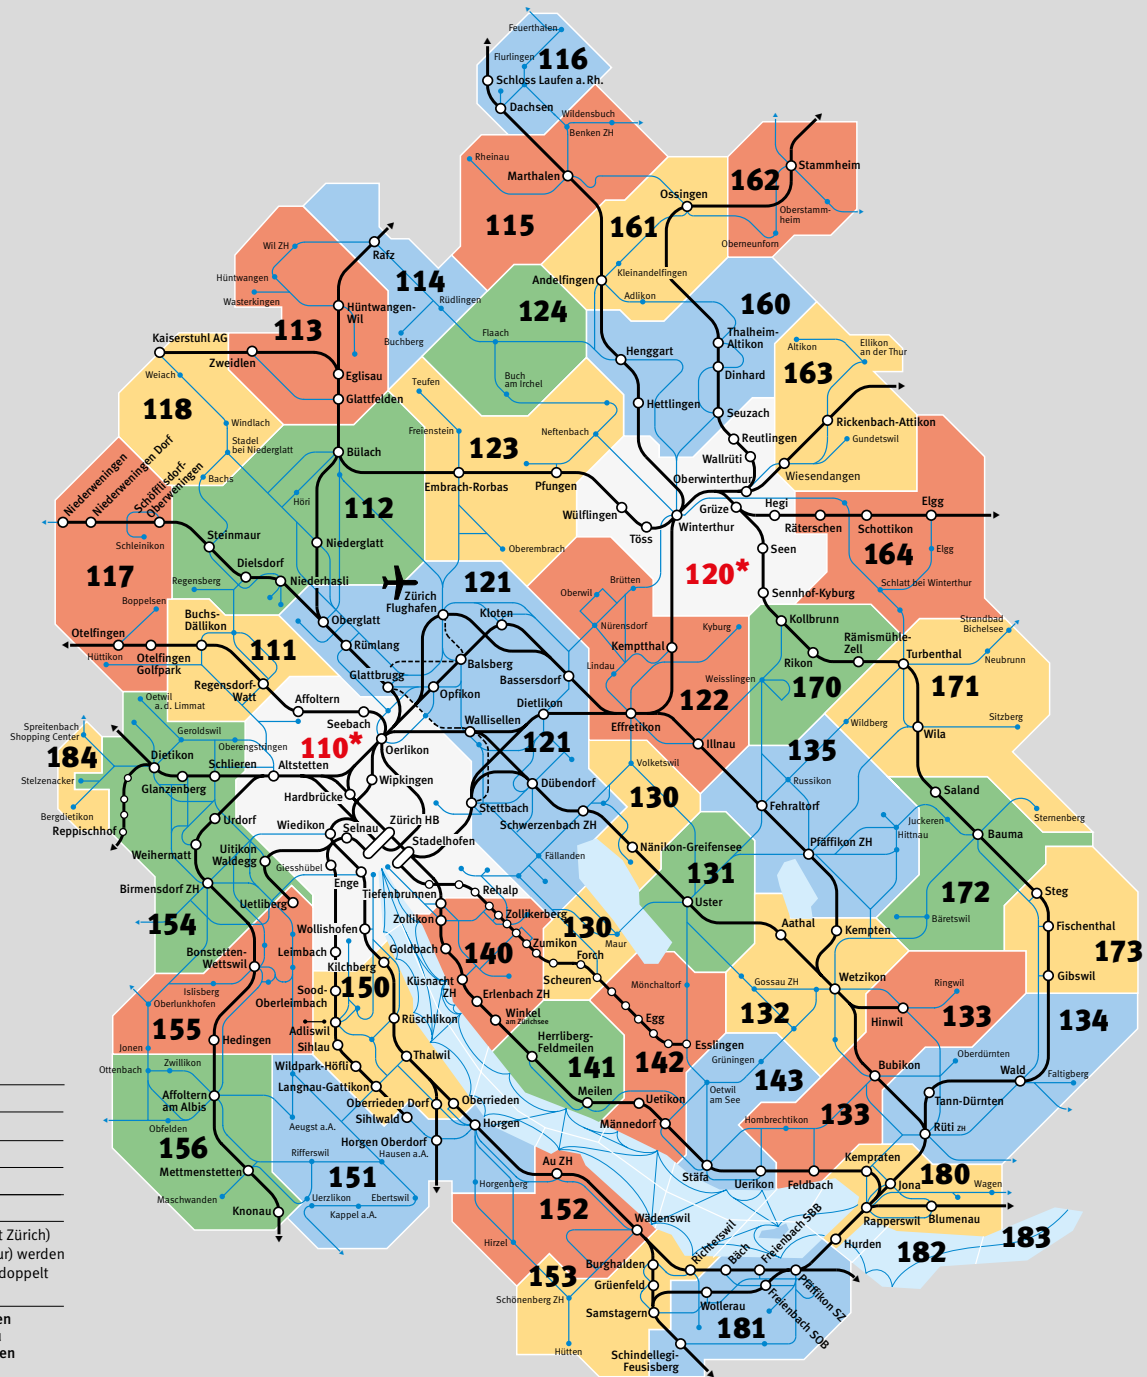 Feuerthalen
Flurlingen
116
Schloss Laufen a. Rh.
Dachsen
Wildensbuch
Benken ZH
Rheinau
Marthalen
115
162
Stammheim
Oberstamm-
heim
Oberneunforn
Ossingen
161
Wil ZH
Rafz
Hüntwangen
Wasterkingen
114
Rüdlingen
Andelfingen
Kleinandelfingen
Adlikon
160
Hüntwangen-
Wil
113
Buchberg
124
Flaach
Thalheim-
Altikon
Altikon
Ellikon
an der Thur
Kaiserstuhl AG
Zweidlen
Weiach
Eglisau
Henggart
163
Dinhard
Buch
am Irchel
Teufen
118
Glattfelden
Hettlingen
Seuzach
Rickenbach-Attikon
Gundetswil
Windlach
Stadel
bei Niederglatt
Freienstein
123
Neftenbach
Reutlingen
Wallrüti
Bülach
Niederweningen
Niederweningen Dorf
Schöfflisdorf-
Oberweningen
Bachs
Embrach-Rorbas
Pfungen
Oberwinterthur
Wiesendangen
Höri
112
Wülflingen
Grüze
Hegi
Elgg
Winterthur
Räterschen
Schottikon
Töss
Schleinikon
Steinmaur
Niederglatt
Oberembrach
Seen
164
Elgg
117
Dielsdorf
Regensberg
Niederhasli
121
120*
Schlatt bei Winterthur
Brütten
Oberwil
Zürich
Flughafen
Kloten
Sennhof-Kyburg
Boppelsen
Buchs-
Dällikon
Oberglatt
Nürensdorf
Kyburg
Kollbrunn
Strandbad
Bichelsee
Otelfingen
Hüttikon
Otelfingen
Golfpark
111
Rümlang
Balsberg
Kemptthal
Rämismühle-
Zell
Rikon
Turbenthal
Neubrunn
Glattbrugg
Bassersdorf
Lindau
Weisslingen
170
171
Regensdorf-
Watt
Opfikon
122
Oetwil
a. d. Limmat
Affoltern
Dietlikon
Effretikon
Wildberg
Sitzberg
Spreitenbach
Shopping Center
Geroldswil
Oberengstringen
Seebach
110*
Wallisellen
121
Illnau
135
Wila
184
Dietikon
Schlieren
Altstetten
Oerlikon
Stelzenacker
Glanzenberg
Wipkingen
Volketswil
Russikon
Hardbrücke
Dübendorf
130
Saland
Bergdietikon
Reppischhof
Urdorf
Zürich HB
Stettbach
Fehraltorf
Sternenberg
Wiedikon
Selnau
Schwerzenbach ZH
Juckeren
Hittnau
Bauma
Weihermatt
Uitikon
Waldegg
Stadelhofen
Nänikon-Greifensee
Pfäffikon ZH
Giesshübel
Fällanden
131
172
Birmensdorf ZH
Enge
Tiefenbrunnen
Rehalp
Steg
Uetliberg
Uster
154
Zollikon
Zollikerberg
130
Aathal
Kempten
Bäretswil
Fischenthal
Wollishofen
Bonstetten-
Wettswil
Leimbach
Goldbach
140
Zumikon
Maur
173
Kilchberg
Forch
Islisberg
Sood-
Oberleimbach
150
Küsnacht
ZH
Scheuren
Mönchaltorf
Gossau ZH
Wetzikon
Ringwil
Gibswil
Oberlunkhofen
Erlenbach ZH
155
Adliswil
Rüschlikon
Winkel
am Zürichsee
Egg
132
Hinwil
133
134
Jonen
Hedingen
Sihlau
Herrliberg-
Feldmeilen
Esslingen
Ottenbach
Zwillikon
Wildpark-Höfli
Thalwil
141
142
Grüningen
143
Bubikon
Oberdürnten
Wald
Faltigberg
Affoltern
am Albis
Langnau-Gattikon
Meilen
Oetwil
am See
Tann-Dürnten
Oberrieden Dorf
Oberrieden
Uetikon
133
Obfelden
Aeugst a.A.
Sihlwald
Horgen
Männedorf
Hombrechtikon
Rüti ZH
156
Horgen Oberdorf
Rifferswil
Hausen a.A.
Au ZH
Kempraten
Mettmenstetten
151
Stäfa
Uerikon
Feldbach
180
Jona
Wagen
Maschwanden
Uerzlikon
Ebertswil
Horgenberg
152
Knonau
Kappel a.A.
Wädenswil
Rapperswil
Blumenau
Hirzel
Richterswil
Bäch
Freienbach SBB
Hurden
182
183
153
Burghalden
Schönenberg ZH
Grüenfeld
Wollerau
Pfäffikon SZ
Samstagern
Freienbach SOB
181
Hütten
Schindellegi-
Feusisberg
t Zürich)
ur) werden
doppelt
en
en